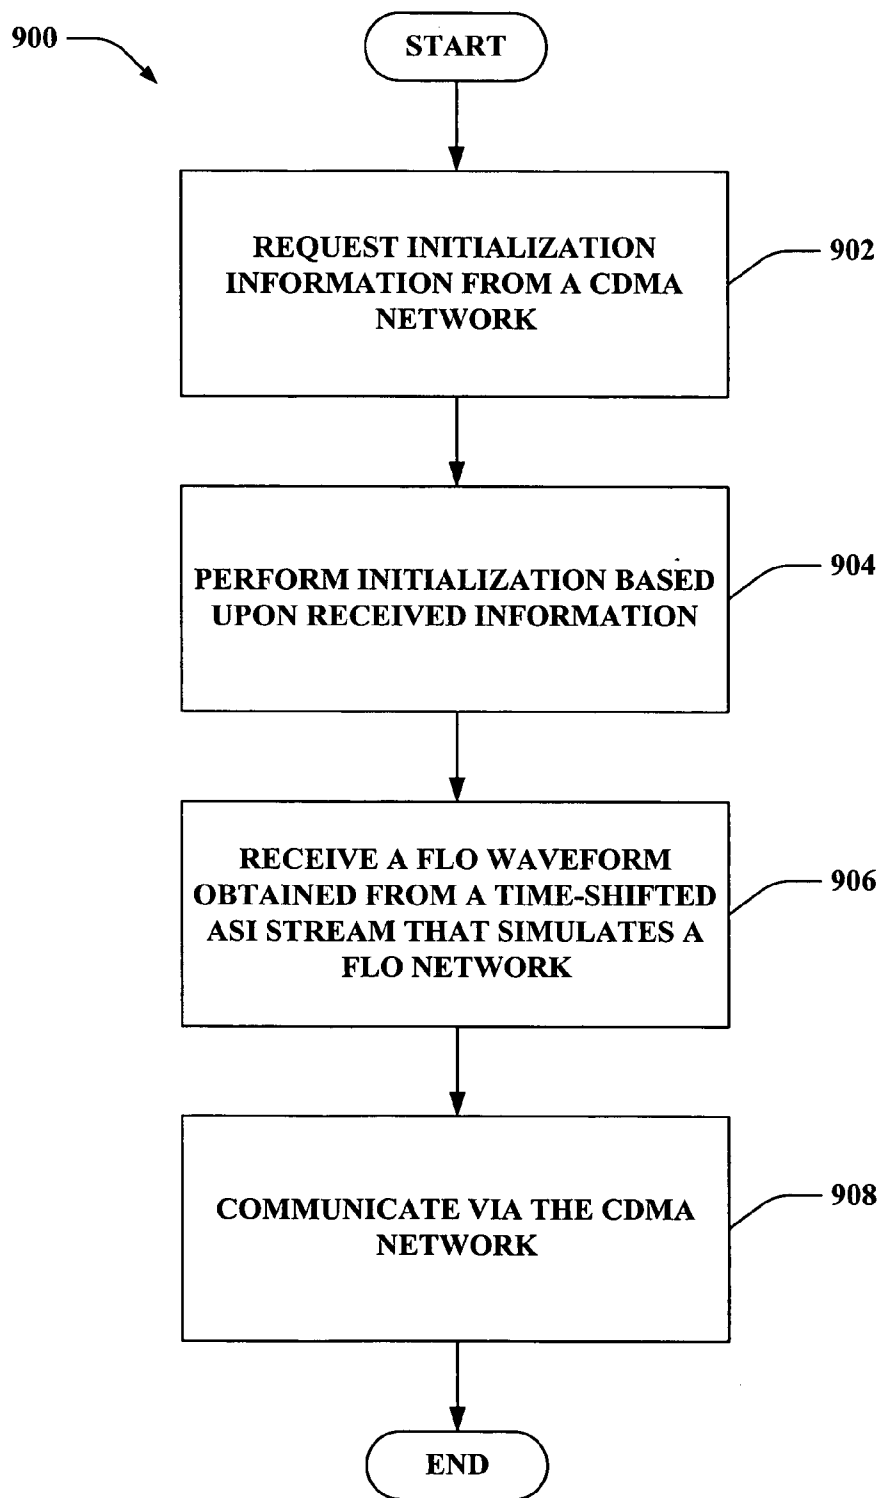 900
START
REQUEST INITIALIZATION
INFORMATION FROM A CDMA
NETWORK
902
PERFORM INITIALIZATION BASED
UPON RECEIVED INFORMATION
904
RECEIVE A FLO WAVEFORM
OBTAINED FROM A TIME-SHIFTED
ASI STREAM THAT SIMULATES A
FLO NETWORK
906
COMMUNICATE VIA THE CDMA
NETWORK
908
END